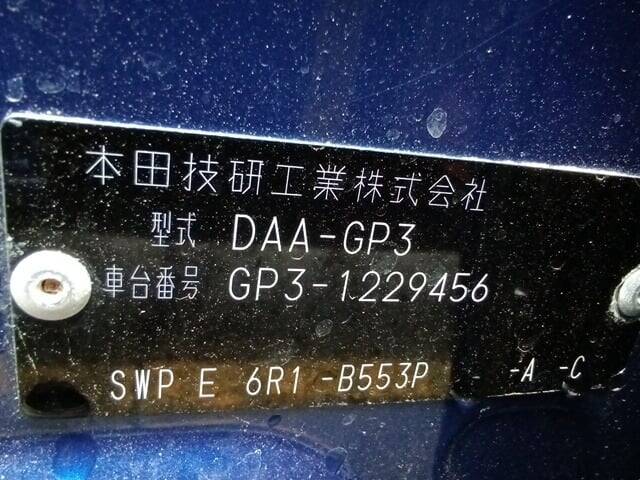 本田技研工業株式会社
型式 DAA-GP3
車台番号 GP3-1229456
SWP E 6R1 -B553P -A -C